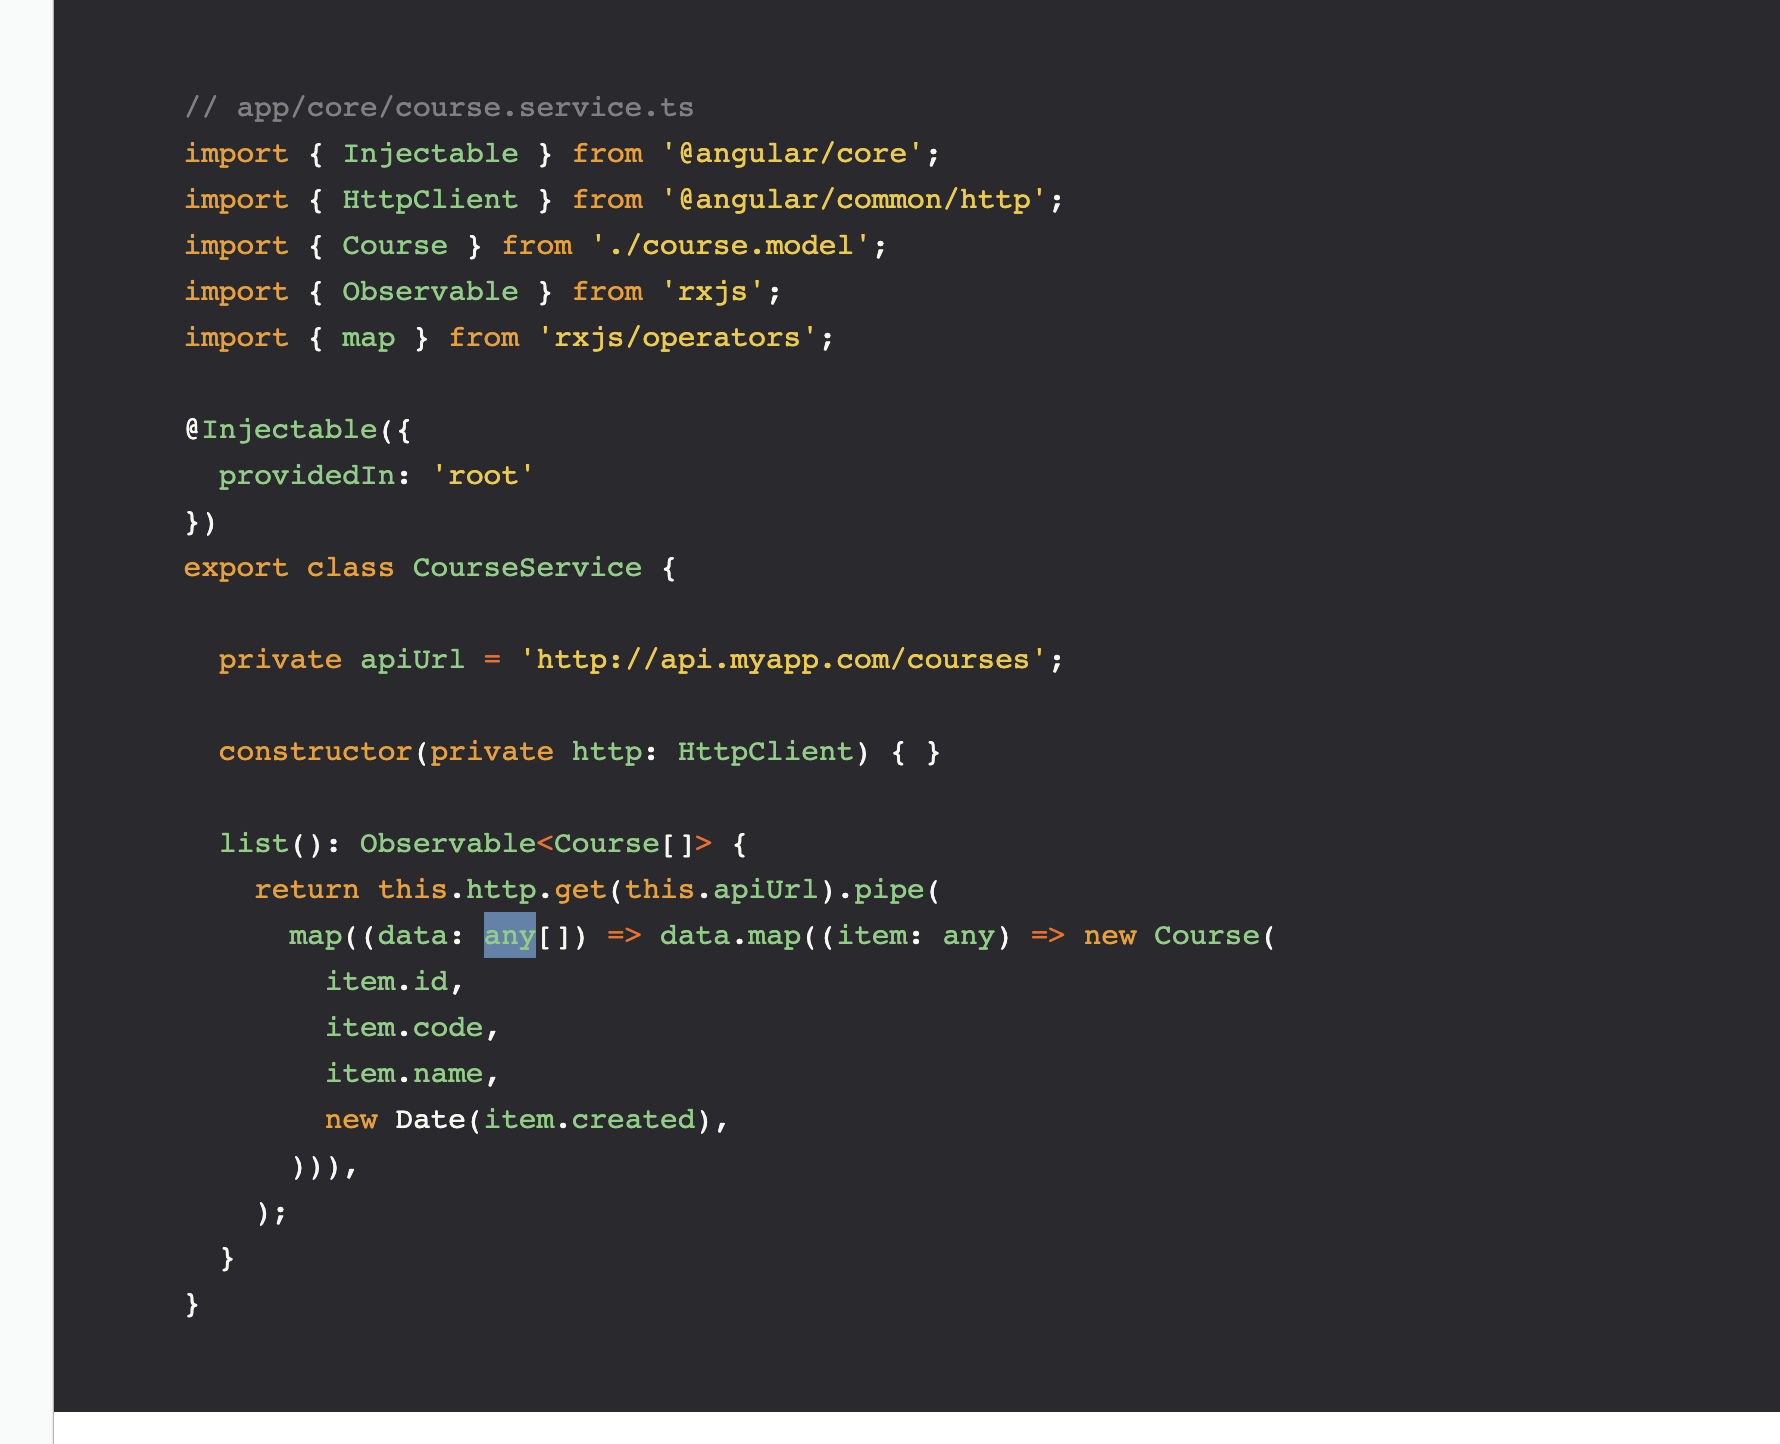 // app/core/course.service.ts
import { Injectable } from '@angular/core';
import { HttpClient } from '@angular/common/http';
import { Course } from './course.model';
import { Observable } from 'rxjs';
import { map } from 'rxjs/operators';
@Injectable({
  providedIn: 'root'
})
export class CourseService {
  private apiUrl = 'http://api.myapp.com/courses';
  constructor(private http: HttpClient) { }
  list(): Observable<Course[]> {
    return this.http.get(this.apiUrl).pipe(
      map((data: any[]) => data.map((item: any) => new Course(
        item.id,
        item.code,
        item.name,
        new Date(item.created),
      ))),
    );
  }
}